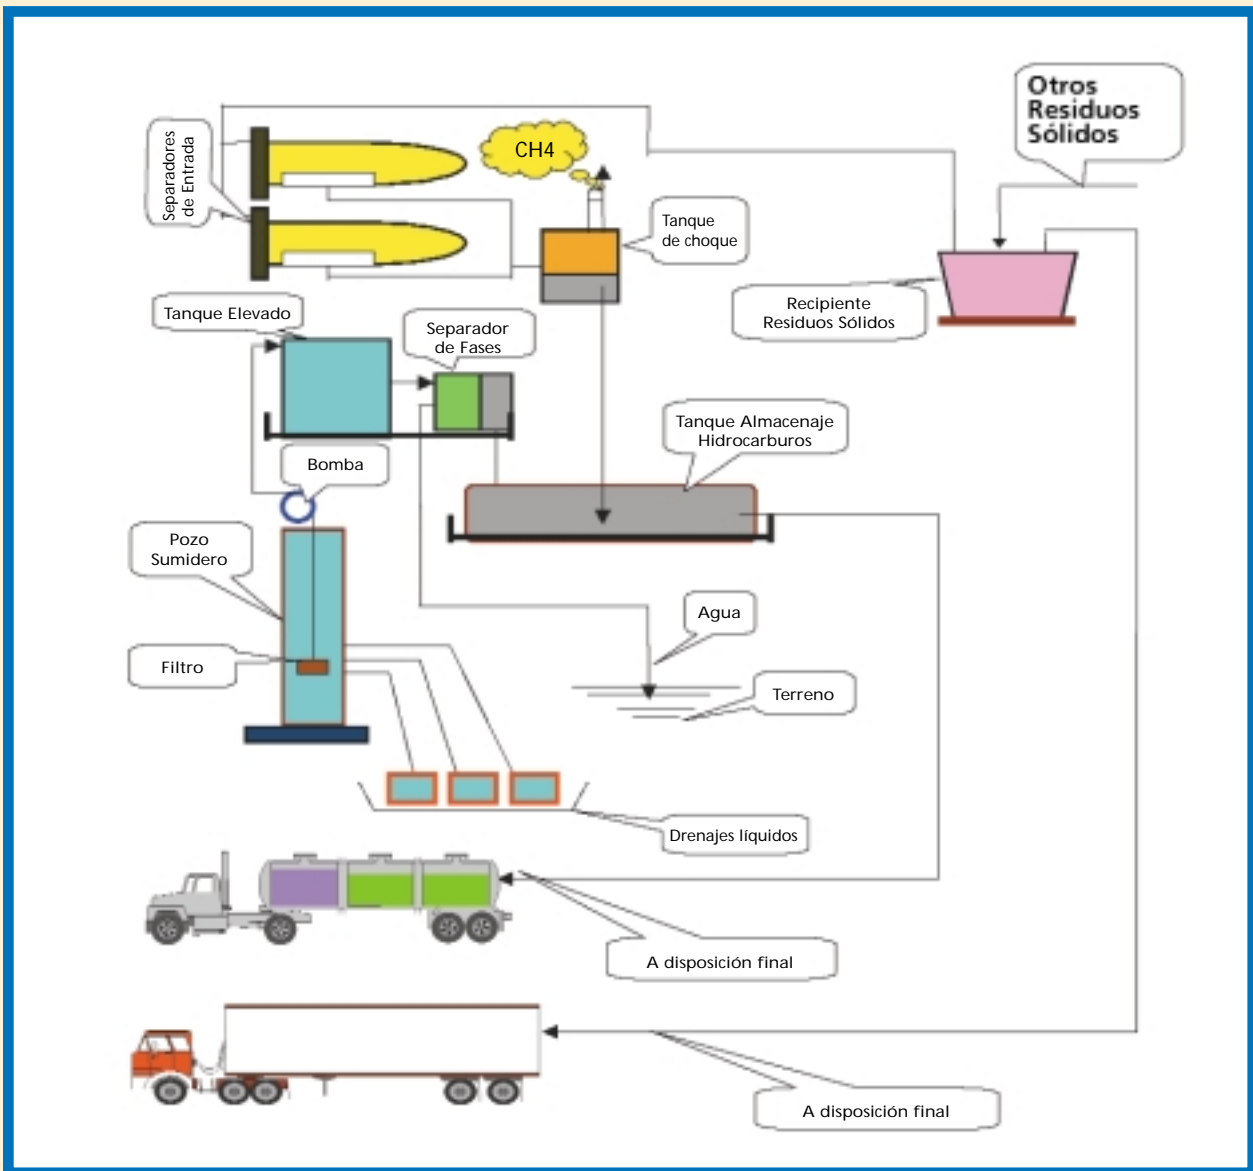 Otros
Residuos
Sólidos
Separadores
de Entrada
CH4
Tanque
de choque
Recipiente
Residuos Sólidos
Tanque Elevado
Separador
de Fases
Tanque Almacenaje
Hidrocarburos
Bomba
Pozo
Sumidero
Agua
Filtro
Terreno
Drenajes líquidos
A disposición final
A disposición final